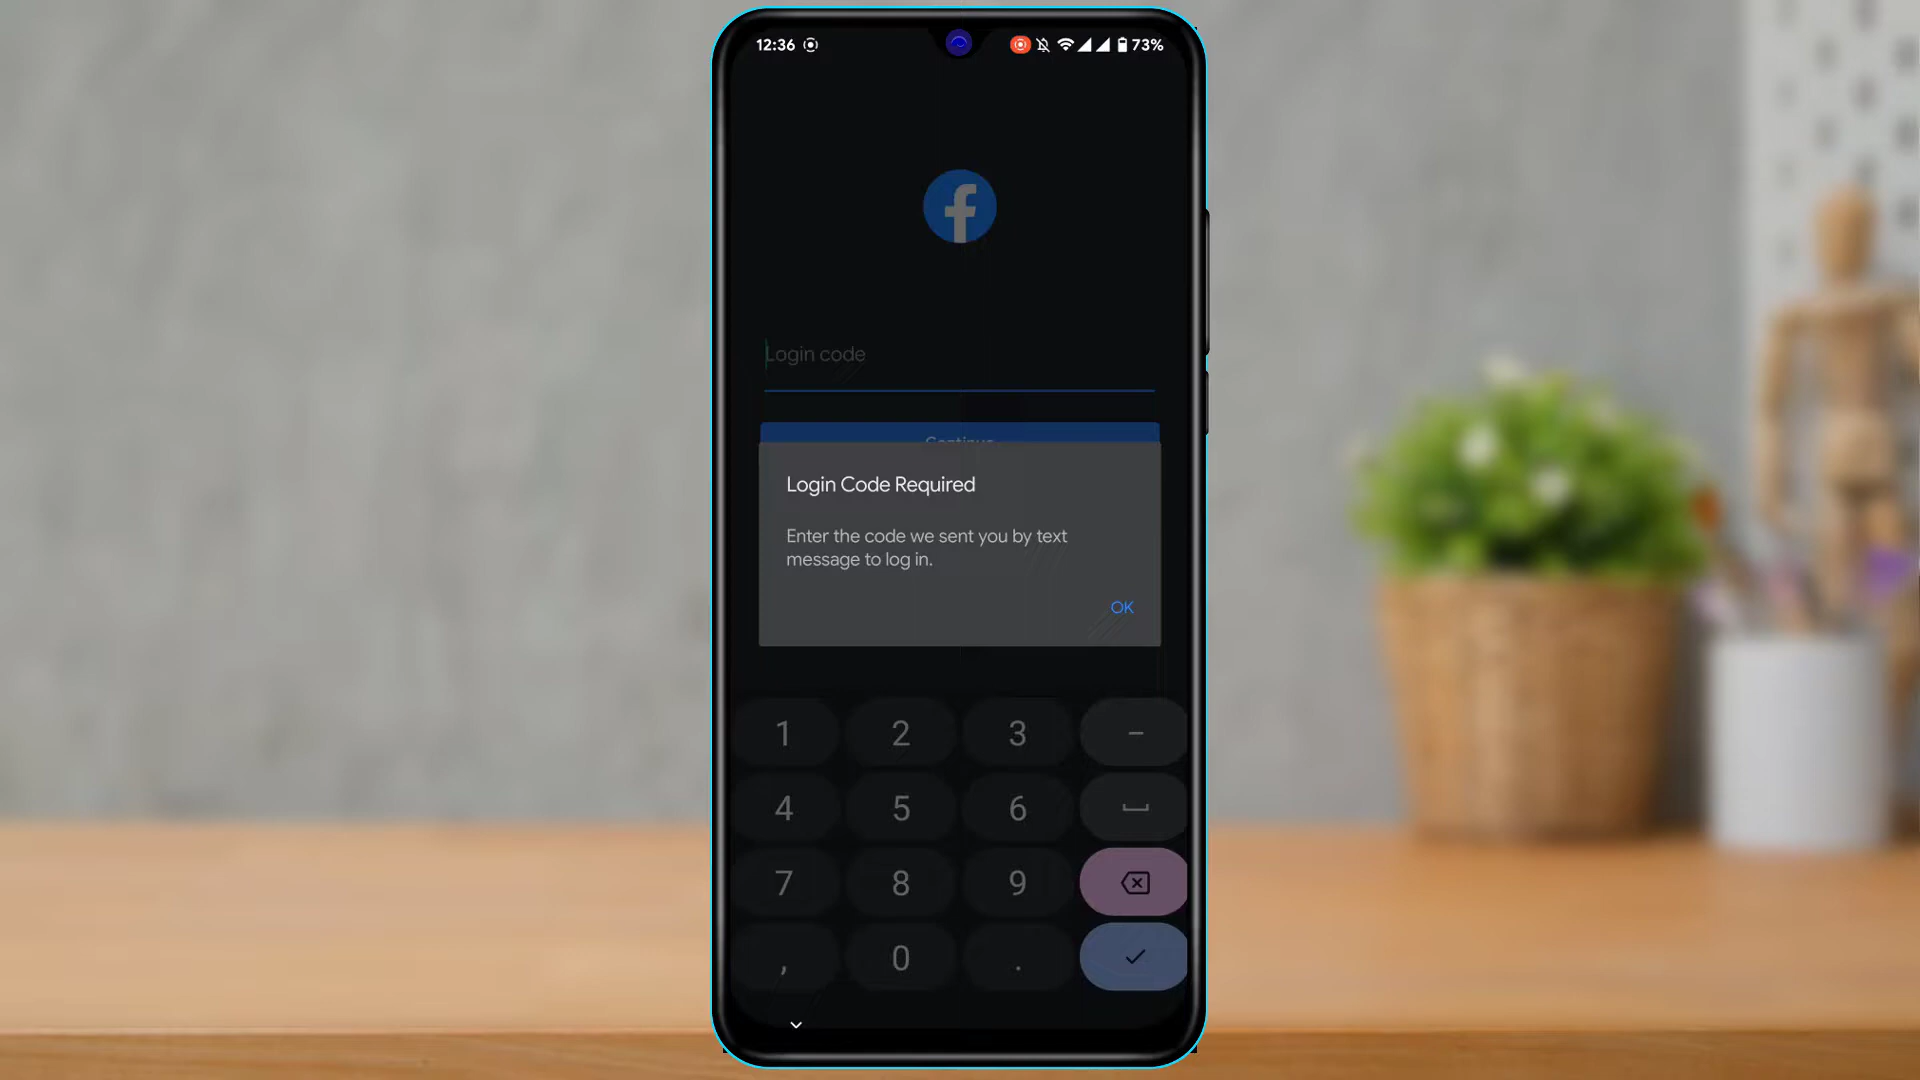 12:36 73%
f
Login code
Continue
Login Code Required
Enter the code we sent you by text
message to log in.
OK
1 2 3 –
4 5 6
7 8 9
, 0 .